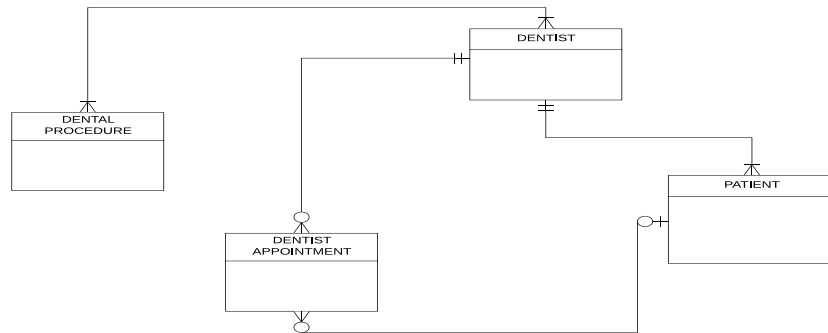 DENTIST
DENTAL
PROCEDURE
PATIENT
DENTIST
APPOINTMENT